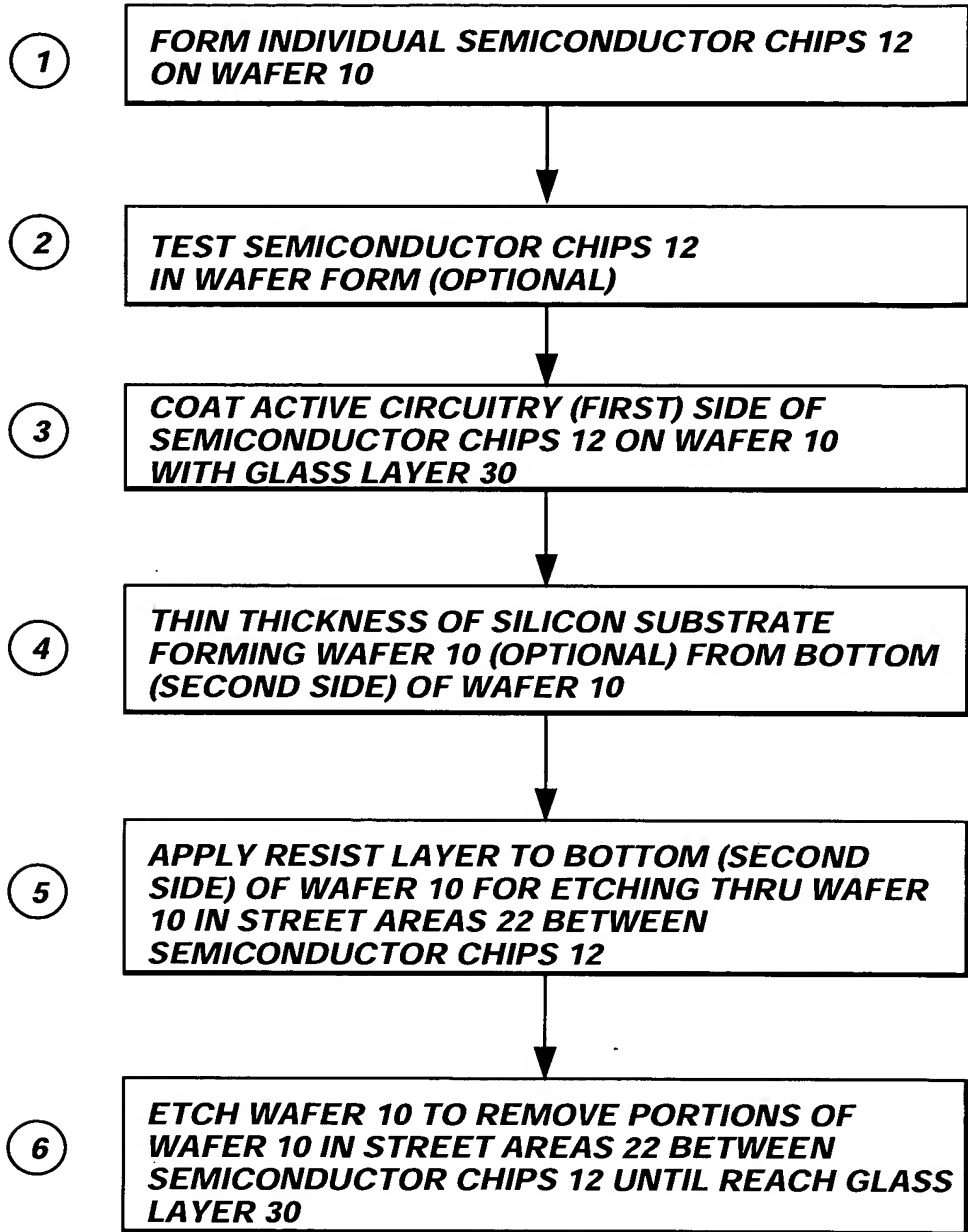 1
FORM INDIVIDUAL SEMICONDUCTOR CHIPS 12
ON WAFER 10
2
TEST SEMICONDUCTOR CHIPS 12
IN WAFER FORM (OPTIONAL)
3
COAT ACTIVE CIRCUITRY (FIRST) SIDE OF
SEMICONDUCTOR CHIPS 12 ON WAFER 10
WITH GLASS LAYER 30
4
THIN THICKNESS OF SILICON SUBSTRATE
FORMING WAFER 10 (OPTIONAL) FROM BOTTOM
(SECOND SIDE) OF WAFER 10
5
APPLY RESIST LAYER TO BOTTOM (SECOND
SIDE) OF WAFER 10 FOR ETCHING THRU WAFER
10 IN STREET AREAS 22 BETWEEN
SEMICONDUCTOR CHIPS 12
6
ETCH WAFER 10 TO REMOVE PORTIONS OF
WAFER 10 IN STREET AREAS 22 BETWEEN
SEMICONDUCTOR CHIPS 12 UNTIL REACH GLASS
LAYER 30